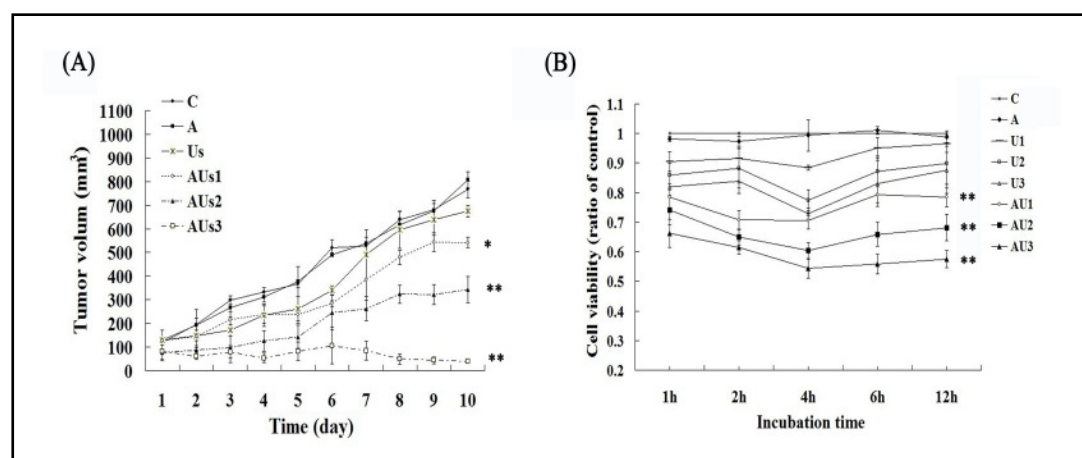 (A)
C
A
Us
AUs1
AUs2
AUs3
Tumor volum (mm³)
1100
1000
900
800
700
600
500
400
300
200
100
0
*
**
**
1 2 3 4 5 6 7 8 9 10
Time (day)
(B)
C
A
U1
U2
U3
AU1
AU2
AU3
Cell viability (ratio of control)
1.1
1
0.9
0.8
0.7
0.6
0.5
0.4
0.3
0.2
**
**
**
1h 2h 4h 6h 12h
Incubation time